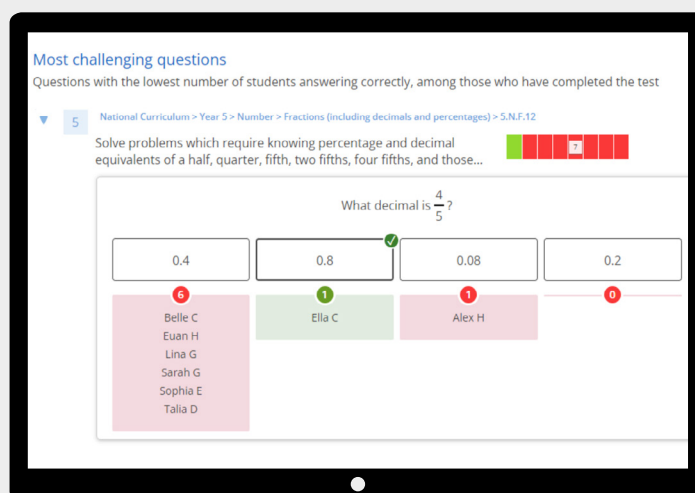 Most challenging questions
Questions with the lowest number of students answering correctly, among those who have completed the test
5
National Curriculum > Year 5 > Number > Fractions (including decimals and percentages) > 5.N.F.12
Solve problems which require knowing percentage and decimal
equivalents of a half, quarter, fifth, two fifths, four fifths, and those...
7
What decimal is 4/5?
0.4 0.8 0.08 0.2
6 1 1 0
Belle C Ella C Alex H
Euan H
Lina G
Sarah G
Sophia E
Talia D